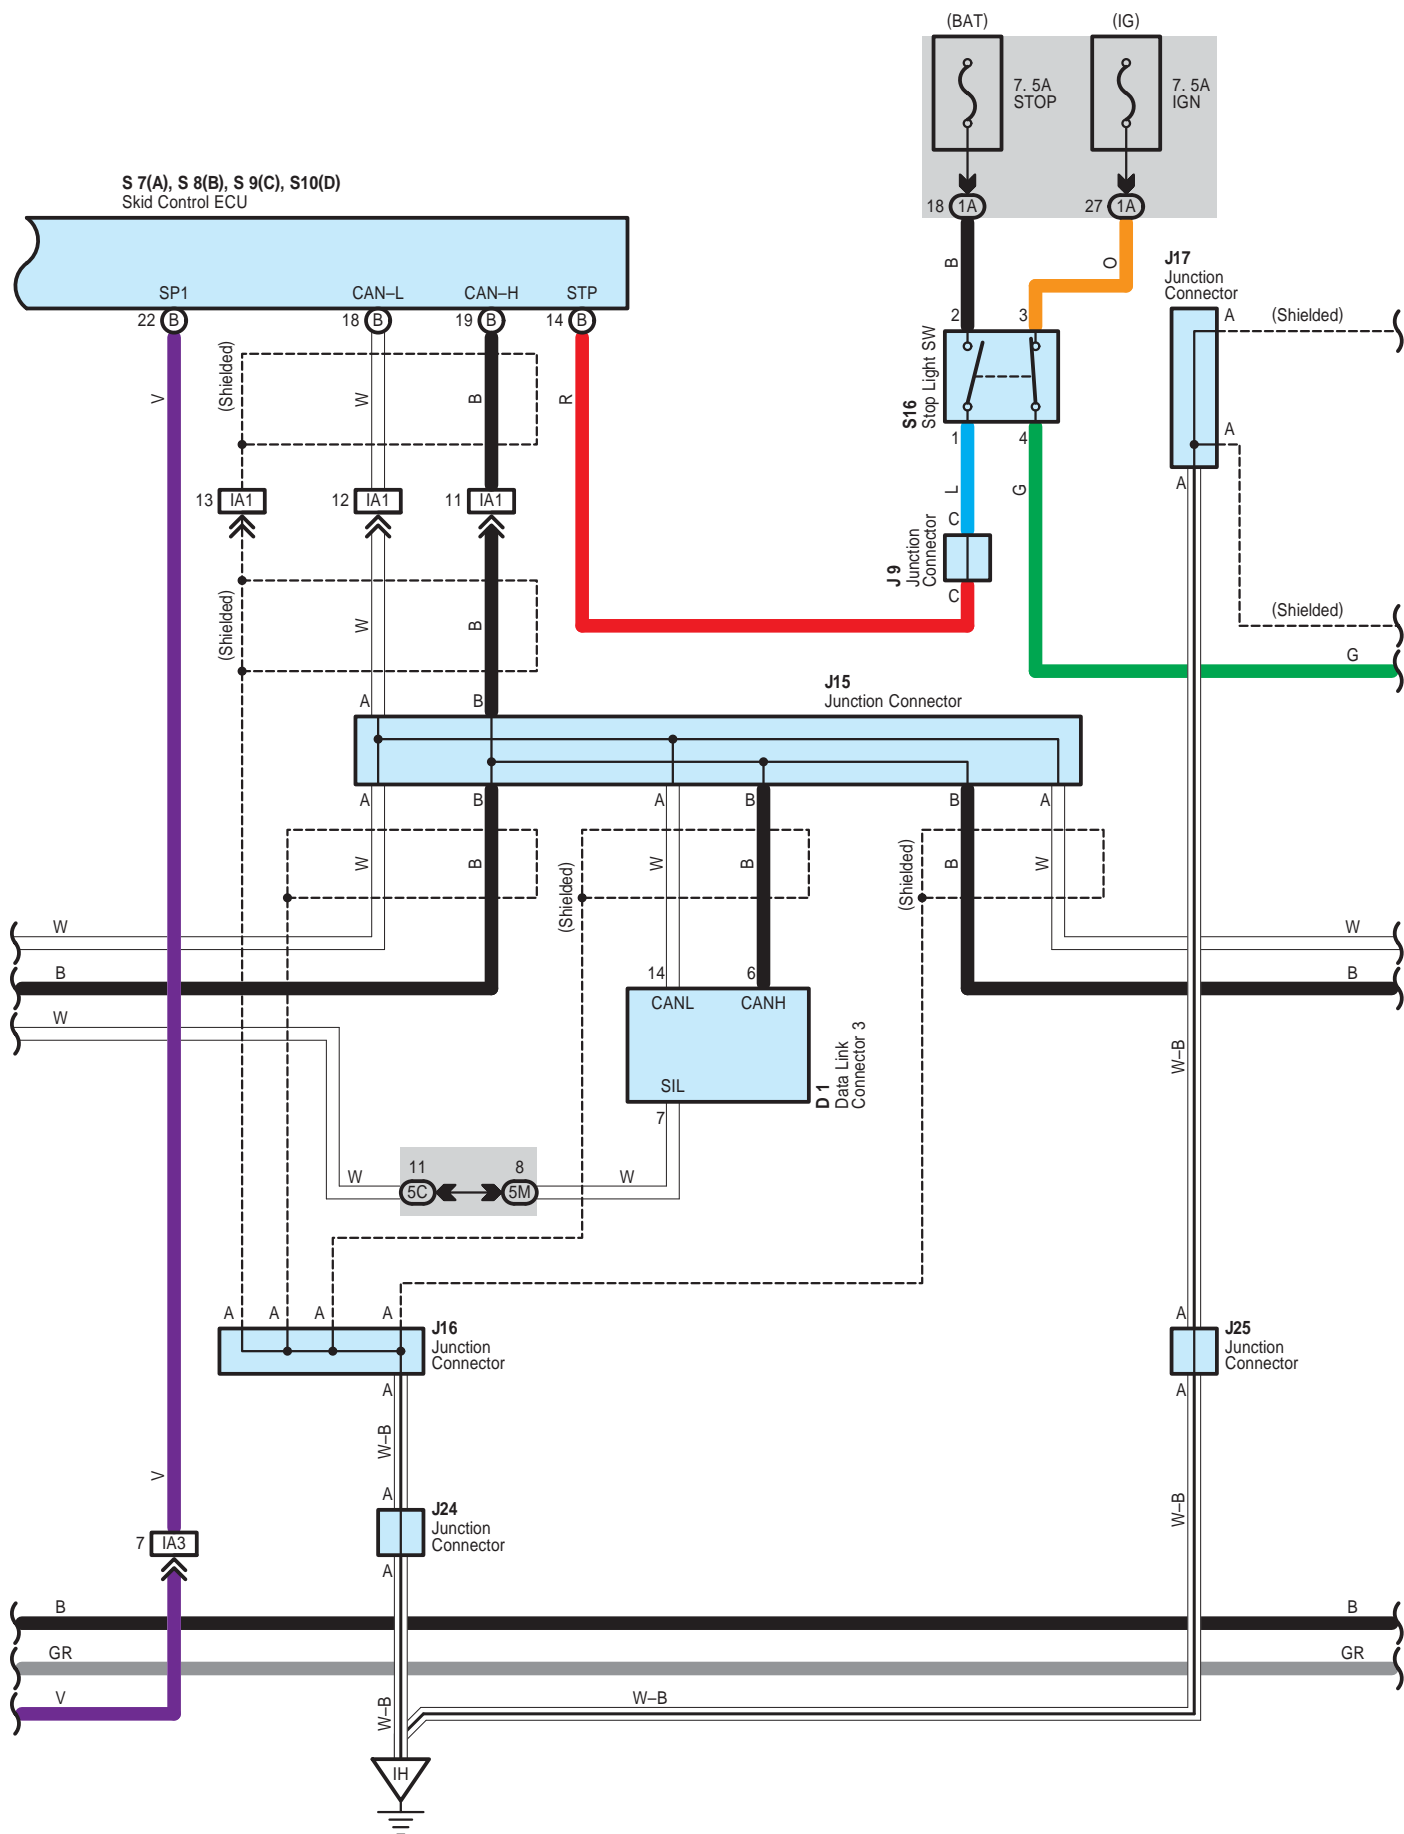 (BAT)
(IG)
7. 5A
STOP
7. 5A
IGN
18 1A
27 1A
S 7(A), S 8(B), S 9(C), S10(D)
Skid Control ECU
SP1
CAN–L
CAN–H
STP
22 B
18 B
19 B
14 B
B
O
J17
Junction
Connector
A
(Shielded)
A
A
2
3
S16
Stop Light SW
1
4
V
(Shielded)
W
B
R
13 IA1
12 IA1
11 IA1
L
G
C
J 9
Junction
Connector
C
(Shielded)
W
B
(Shielded)
G
J15
Junction Connector
A
B
A
B
A
B
B
A
W
B
(Shielded)
W
B
(Shielded)
B
W
W
B
W
W
B
14
6
CANL
CANH
SIL
7
D 1
Data Link
Connector 3
W–B
W
11
5C
8
5M
W
A
A
A
A
J16
Junction
Connector
A
W–B
A
J24
Junction
Connector
A
A
J25
Junction
Connector
A
W–B
V
7 IA3
B
B
GR
GR
V
W–B
W–B
IH